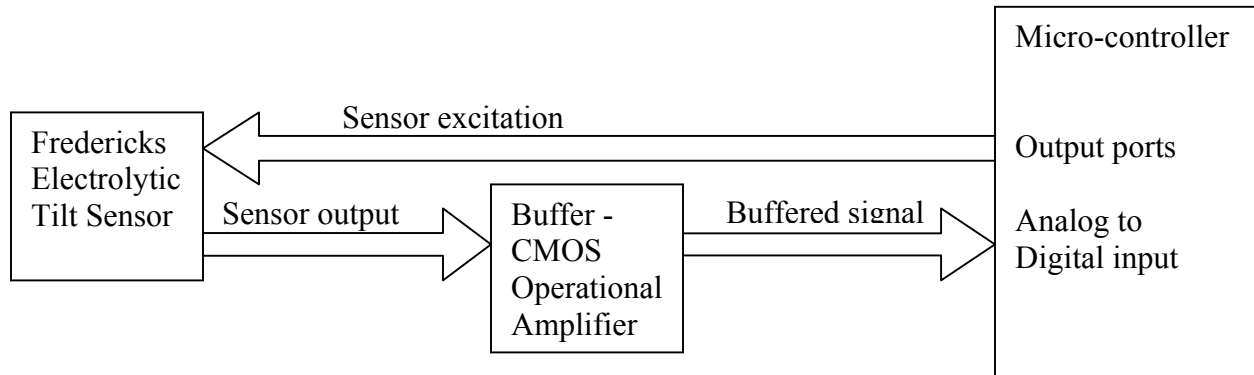 Micro-controller
Sensor excitation
Fredericks
Electrolytic
Tilt Sensor
Output ports
Sensor output
Buffer -
CMOS
Operational
Amplifier
Buffered signal
Analog to
Digital input